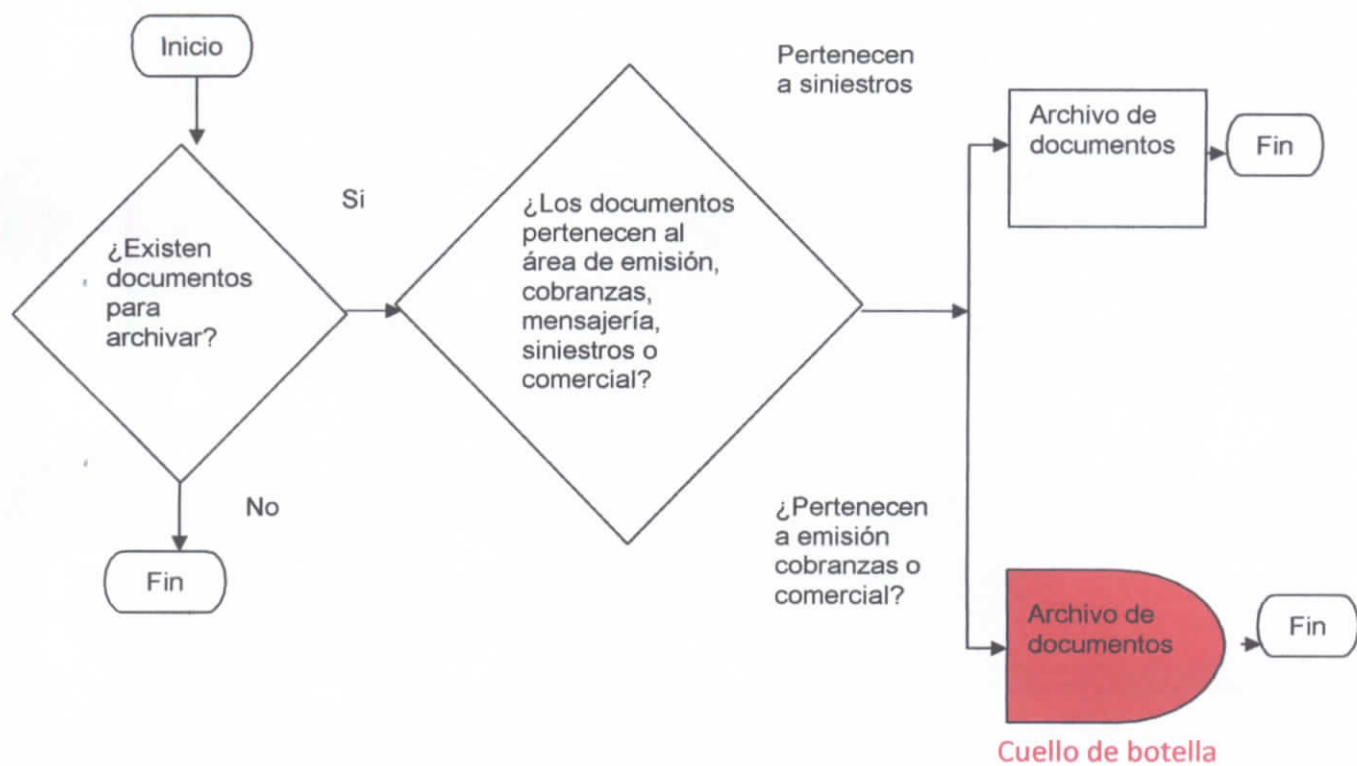 Inicio
¿Existen
documentos
para
archivar?
Si
No
Fin
¿Los documentos
pertenecen al
área de emisión,
cobranzas,
mensajería,
siniestros o
comercial?
Pertenecen
a siniestros
Archivo de
documentos
Fin
¿Pertenecen
a emisión
cobranzas o
comercial?
Archivo de
documentos
Fin
Cuello de botella